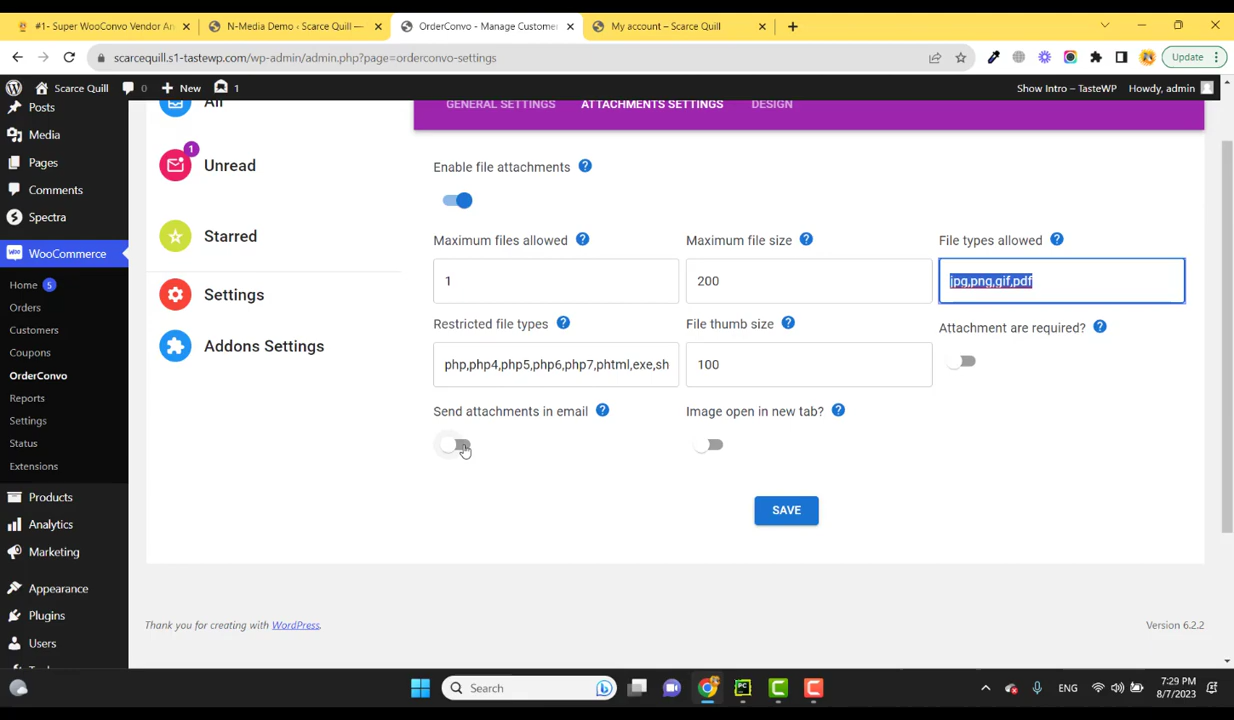 #1- Super WooConvo Vendor An
N-Media Demo ‹ Scarce Quill —
OrderConvo - Manage Customer
My account – Scarce Quill
scarcequill.s1-tastewp.com/wp-admin/admin.php?page=orderconvo-settings
Update
Scarce Quill
0
New
1
Show Intro – TasteWP
Howdy, admin
Posts
Media
Pages
Comments
Spectra
WooCommerce
Home 5
Orders
Customers
Coupons
OrderConvo
Reports
Settings
Status
Extensions
Products
Analytics
Marketing
Appearance
Plugins
Users
All
1
Unread
Starred
Settings
Addons Settings
GENERAL SETTINGS
ATTACHMENTS SETTINGS
DESIGN
Enable file attachments ?
Maximum files allowed ?
Maximum file size ?
File types allowed ?
1
200
jpg,png,gif,pdf
Restricted file types ?
File thumb size ?
Attachment are required? ?
php,php4,php5,php6,php7,phtml,exe,sh
100
Send attachments in email ?
Image open in new tab? ?
SAVE
Thank you for creating with WordPress.
Version 6.2.2
Search
ENG
7:29 PM
8/7/2023